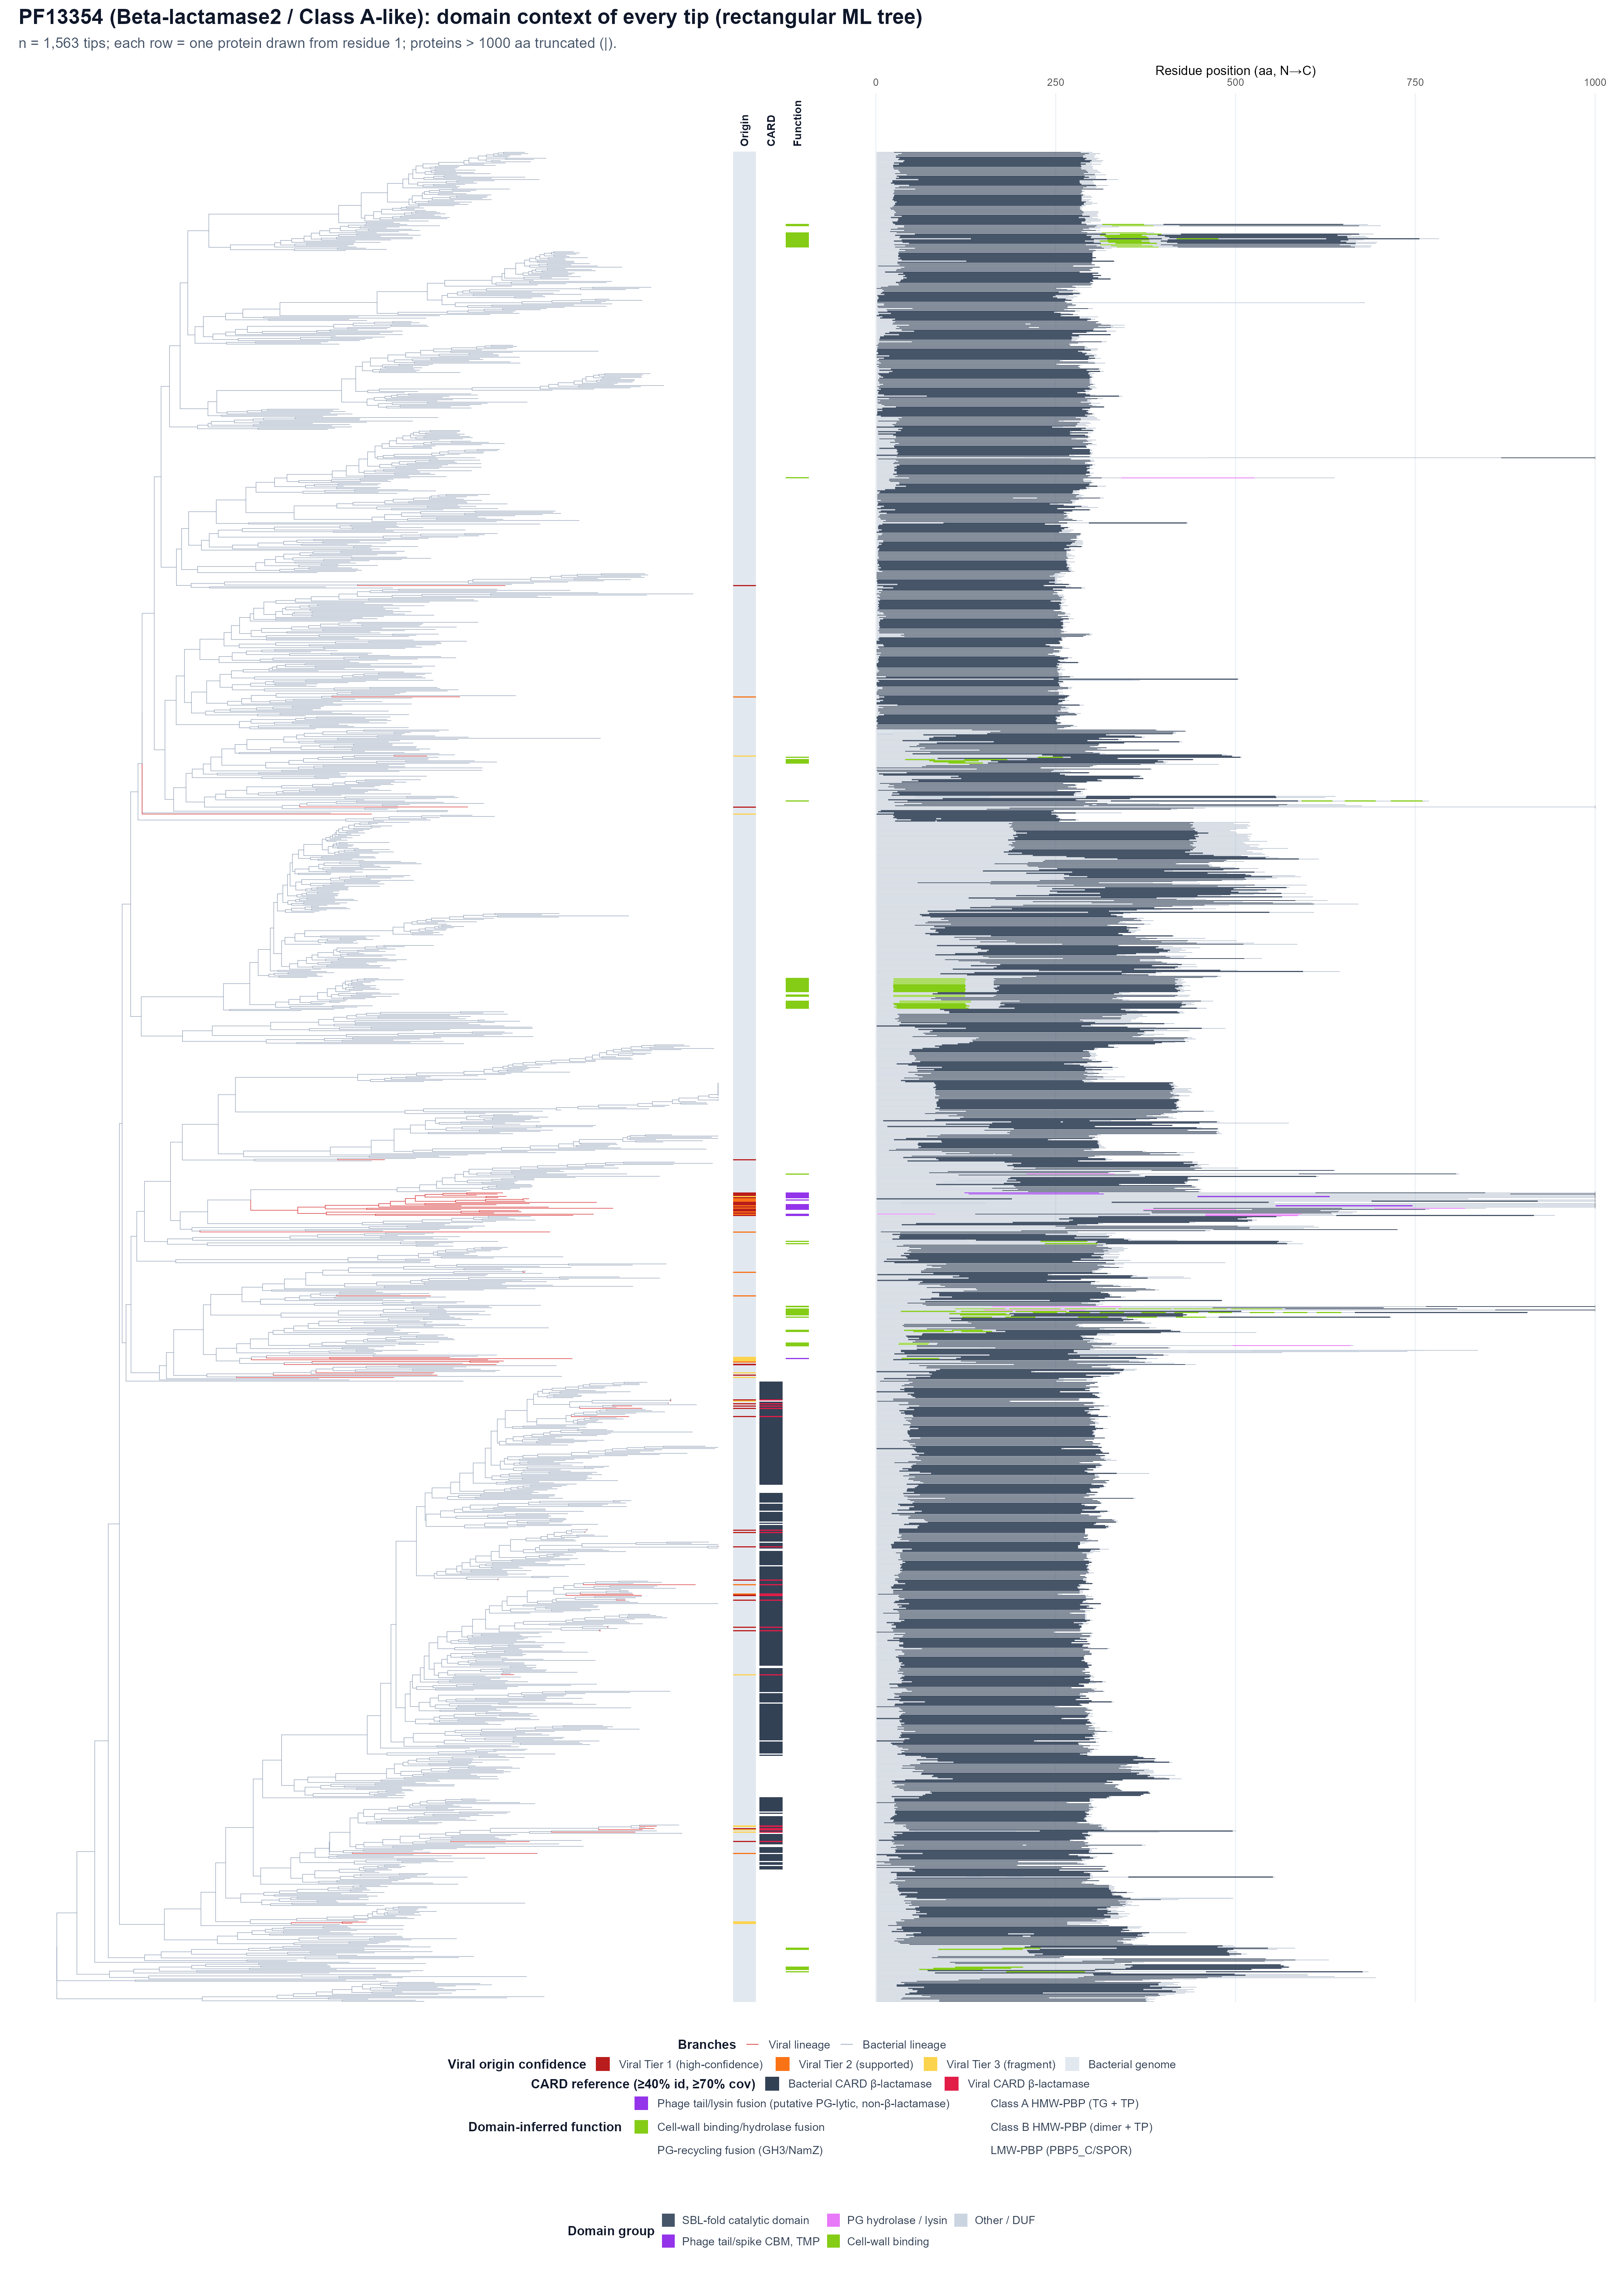 PF13354 (Beta-lactamase2 / Class A-like): domain context of every tip (rectangular ML tree)
n = 1,563 tips; each row = one protein drawn from residue 1; proteins > 1000 aa truncated (|).
Residue position (aa, N→C)
0 250 500 750 1000
Origin
CARD
Function
Branches Viral lineage Bacterial lineage
Viral origin confidence Viral Tier 1 (high-confidence) Viral Tier 2 (supported) Viral Tier 3 (fragment) Bacterial genome
CARD reference (≥40% id, ≥70% cov) Bacterial CARD β-lactamase Viral CARD β-lactamase
Phage tail/lysin fusion (putative PG-lytic, non-β-lactamase) Class A HMW-PBP (TG + TP)
Domain-inferred function Cell-wall binding/hydrolase fusion Class B HMW-PBP (dimer + TP)
PG-recycling fusion (GH3/NamZ) LMW-PBP (PBP5_C/SPOR)
SBL-fold catalytic domain PG hydrolase / lysin Other / DUF
Domain group
Phage tail/spike CBM, TMP Cell-wall binding